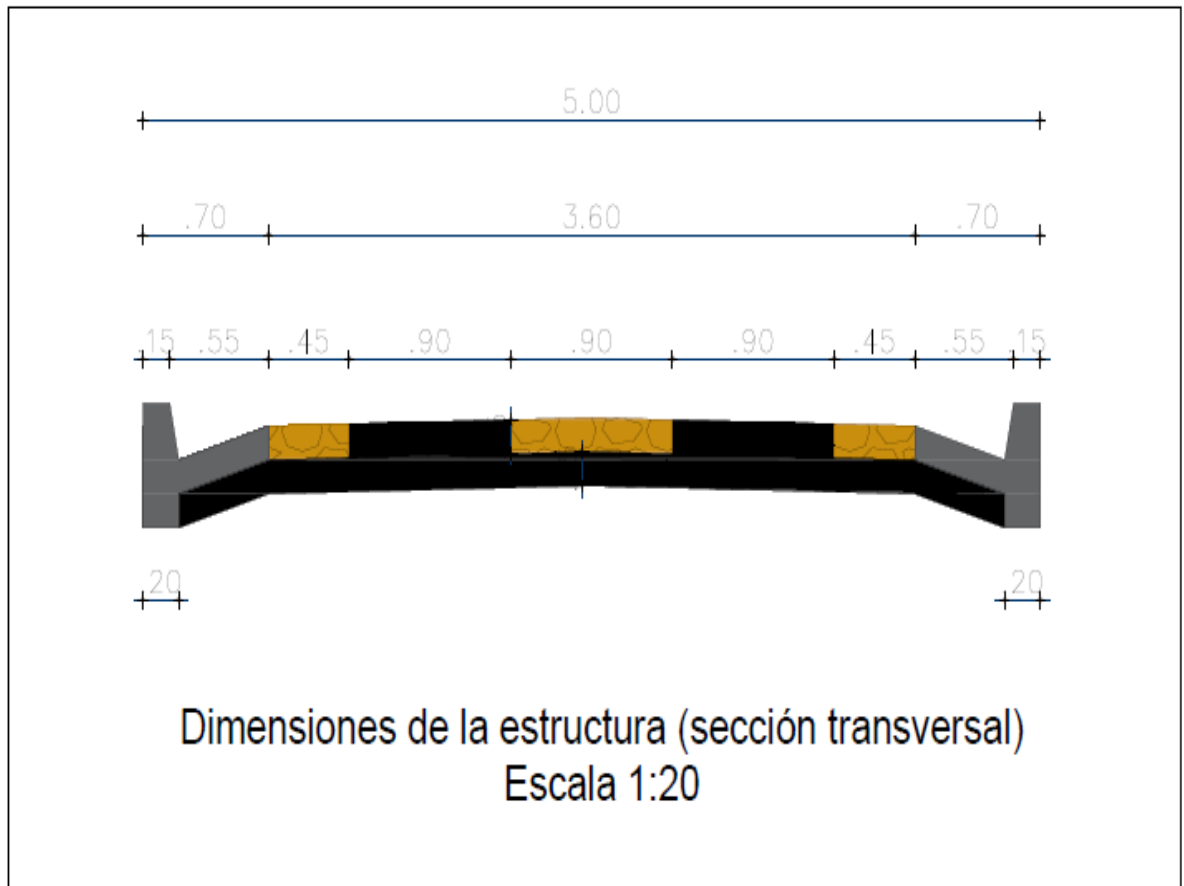 5.00
.70 3.60 .70
.15 .55 .45 .90 .90 .90 .45 .55 .15
.20 .20
Dimensiones de la estructura (sección transversal)
Escala 1:20